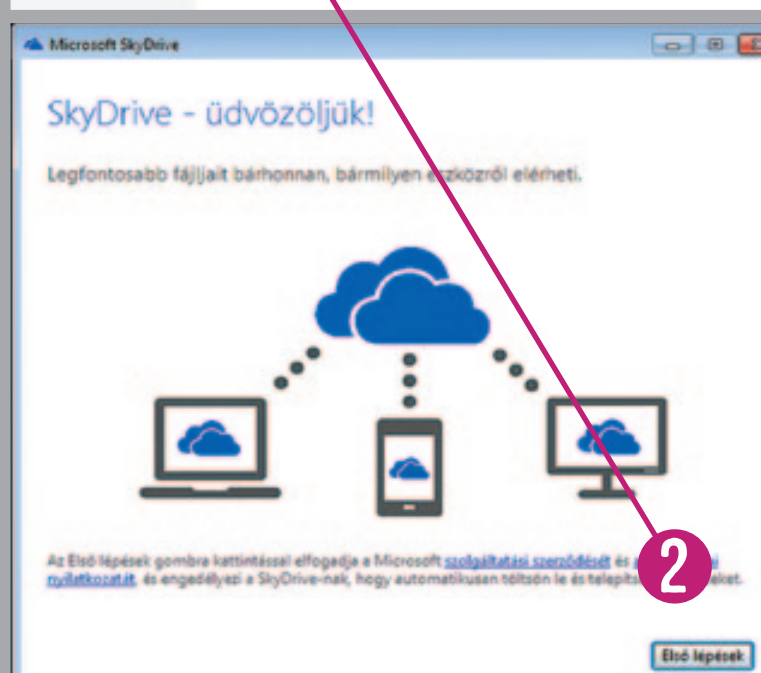 Microsoft SkyDrive
SkyDrive - üdvözöljük!
Legfontosabb fájljait bárhonnan, bármilyen eszközről elérheti.
Az Első lépések gombra kattintással elfogadja a Microsoft szolgáltatási szerződését és
nyilatkozatát, és engedélyezi a SkyDrive-nak, hogy automatikusan töltsön le és
2
Első lépések